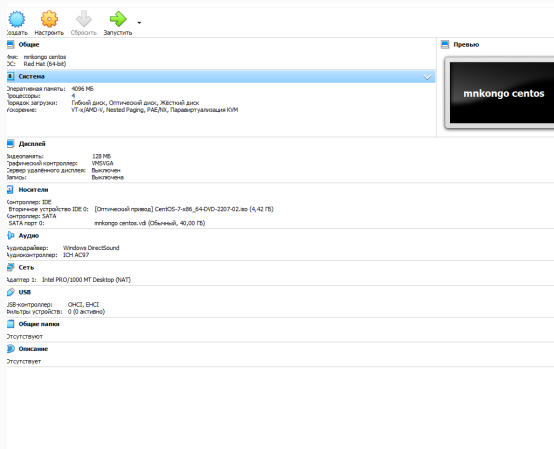 Создать Настроить Сбросить Запустить
Общие
Имя: mnkongo centos
ОС: Red Hat (64-bit)
Система
Оперативная память: 4096 МБ
Процессоры: 4
Порядок загрузки: Гибкий диск, Оптический диск, Жёсткий диск
Ускорение: VT-x/AMD-V, Nested Paging, PAE/NX, Паравиртуализация KVM
Превью
mnkongo centos
Дисплей
Видеопамять: 128 МБ
Графический контроллер: VMSVGA
Сервер удалённого дисплея: Выключен
Запись: Выключена
Носители
Контроллер: IDE
Вторичное устройство IDE 0: [Оптический привод] CentOS-7-x86_64-DVD-2207-02.iso (4,42 ГБ)
Контроллер: SATA
SATA порт 0: mnkongo centos.vdi (Обычный, 40,00 ГБ)
Аудио
Аудиодрайвер: Windows DirectSound
Аудиоконтроллер: ICH AC97
Сеть
Адаптер 1: Intel PRO/1000 MT Desktop (NAT)
USB
USB-контроллер: OHCI, EHCI
Фильтры устройств: 0 (0 активно)
Общие папки
Отсутствуют
Описание
Отсутствует